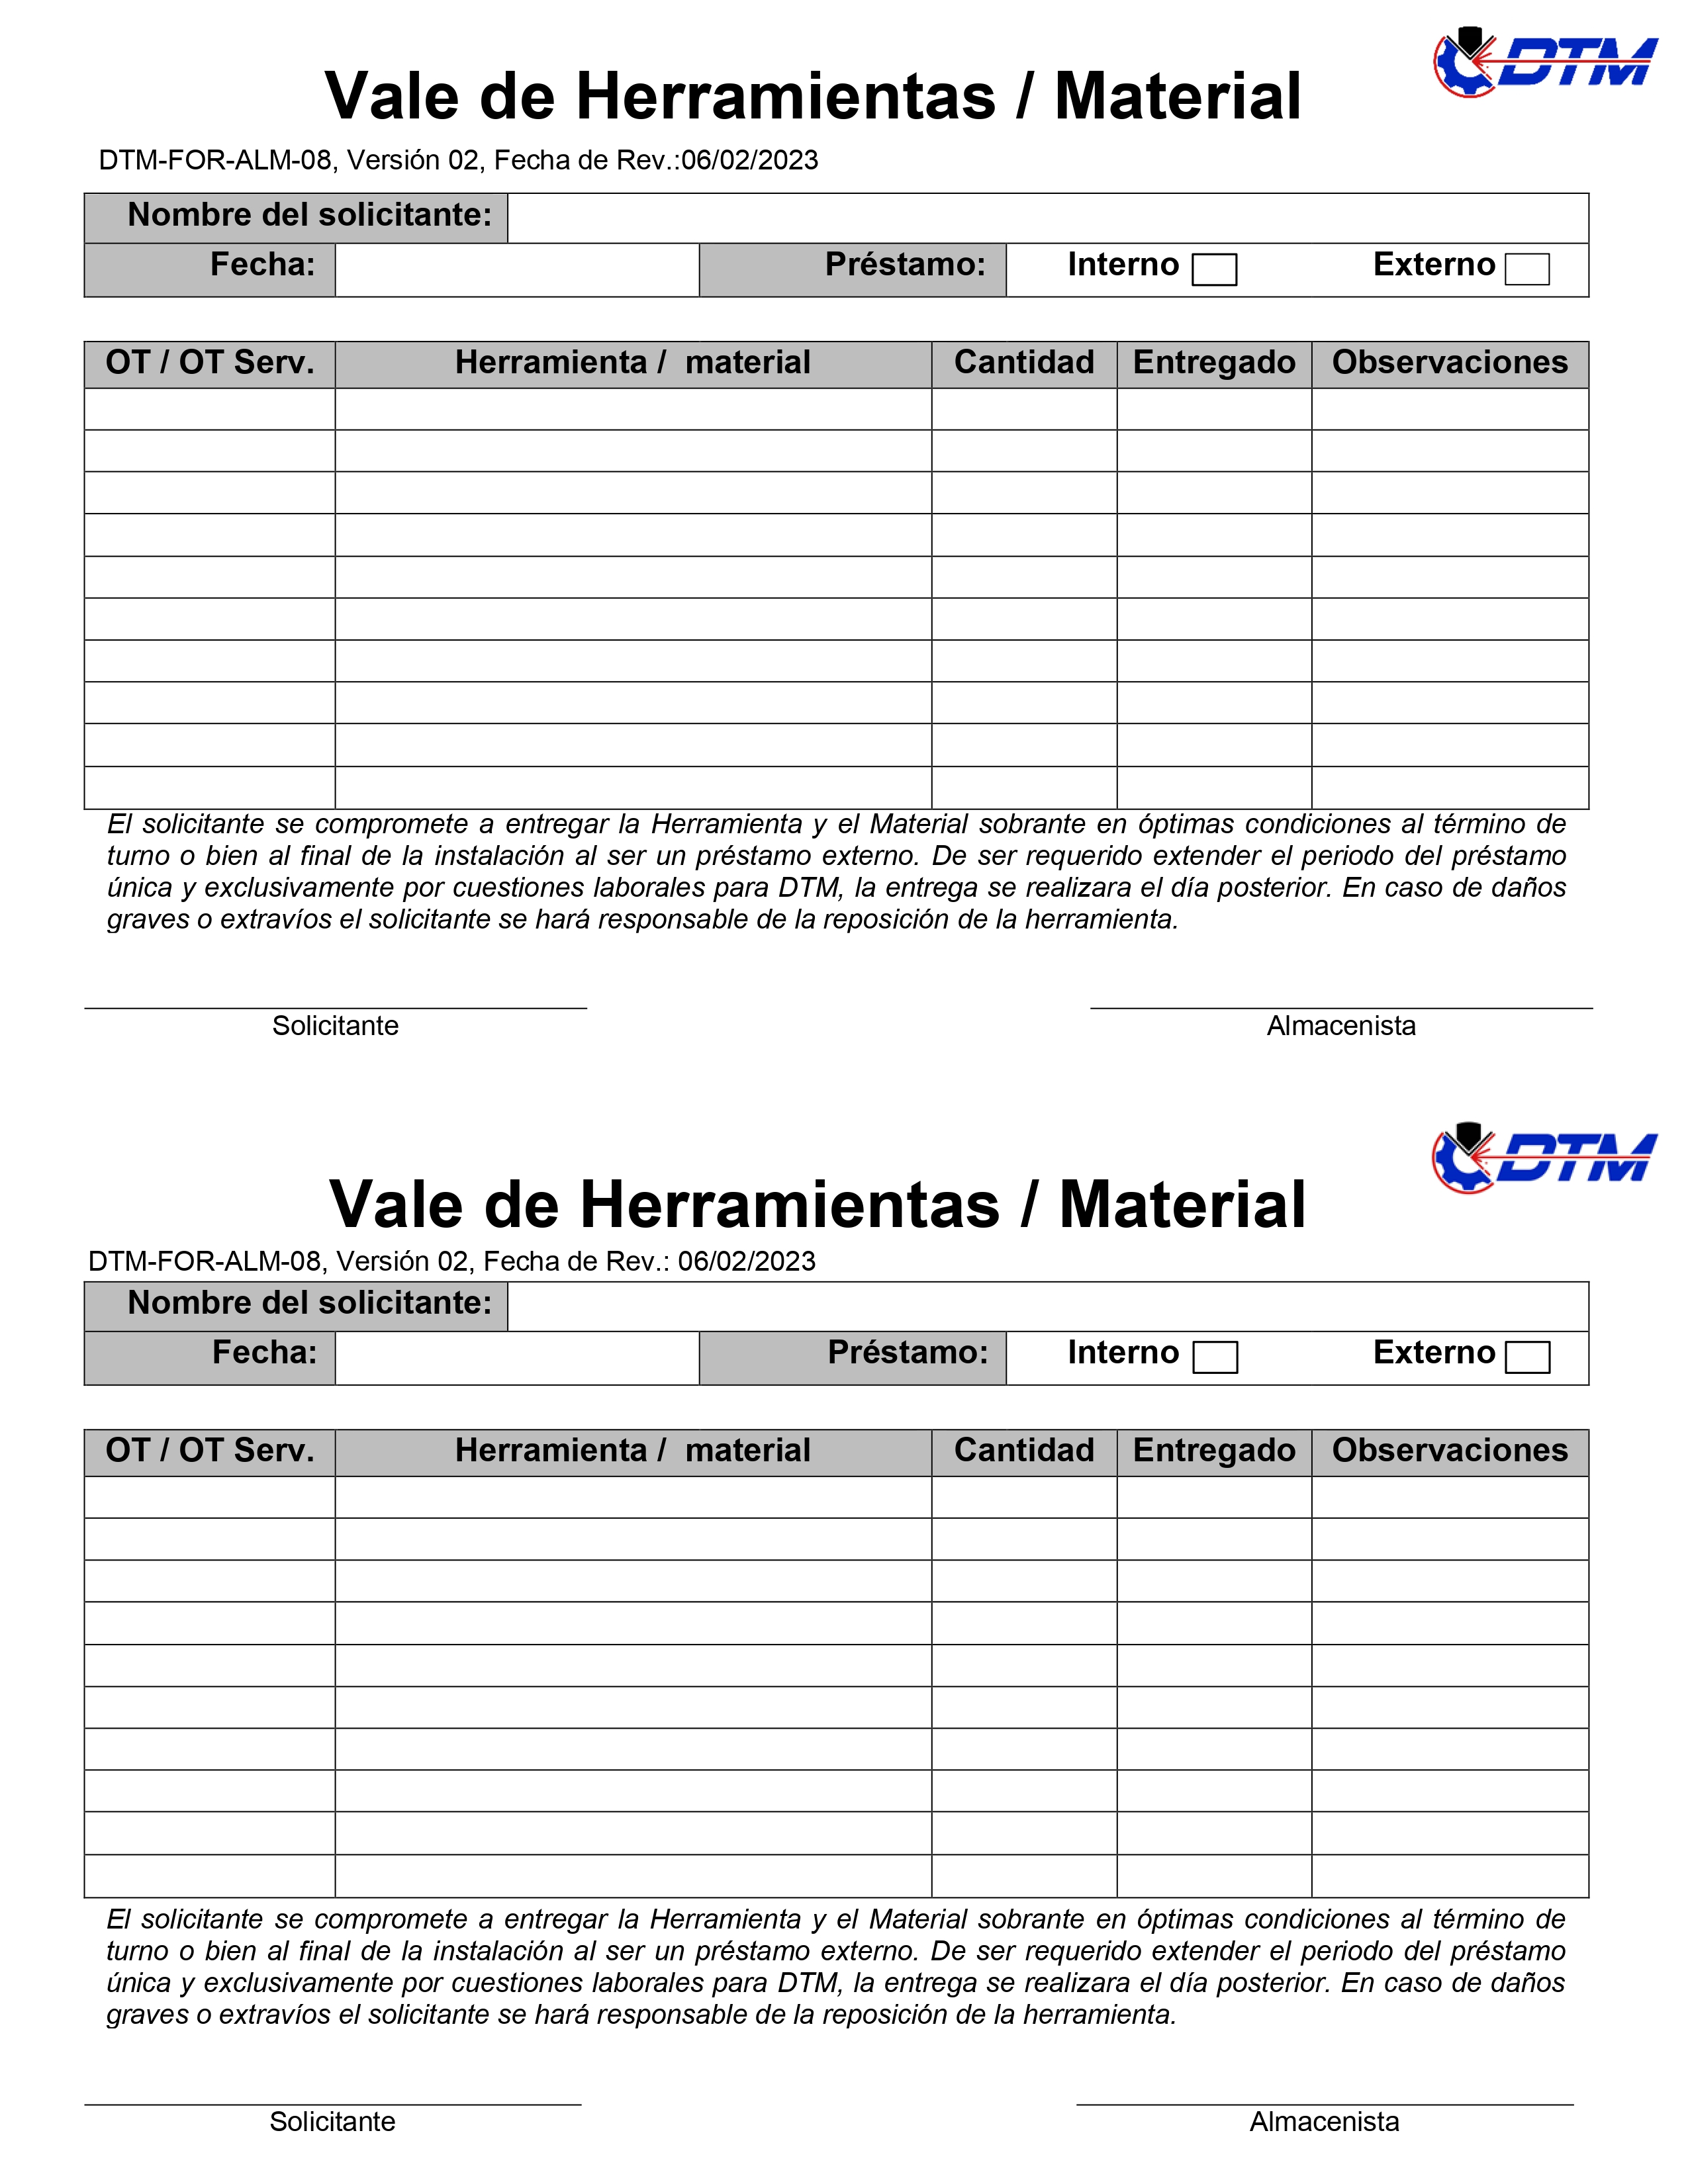 DTM
Vale de Herramientas / Material
DTM-FOR-ALM-08, Versión 02, Fecha de Rev.:06/02/2023
Nombre del solicitante:
Fecha: Préstamo: Interno Externo
OT / OT Serv. Herramienta / material Cantidad Entregado Observaciones
El solicitante se compromete a entregar la Herramienta y el Material sobrante en óptimas condiciones al término de
turno o bien al final de la instalación al ser un préstamo externo. De ser requerido extender el periodo del préstamo
única y exclusivamente por cuestiones laborales para DTM, la entrega se realizara el día posterior. En caso de daños
graves o extravíos el solicitante se hará responsable de la reposición de la herramienta.
Solicitante Almacenista
DTM
Vale de Herramientas / Material
DTM-FOR-ALM-08, Versión 02, Fecha de Rev.: 06/02/2023
Nombre del solicitante:
Fecha: Préstamo: Interno Externo
OT / OT Serv. Herramienta / material Cantidad Entregado Observaciones
El solicitante se compromete a entregar la Herramienta y el Material sobrante en óptimas condiciones al término de
turno o bien al final de la instalación al ser un préstamo externo. De ser requerido extender el periodo del préstamo
única y exclusivamente por cuestiones laborales para DTM, la entrega se realizara el día posterior. En caso de daños
graves o extravíos el solicitante se hará responsable de la reposición de la herramienta.
Solicitante Almacenista